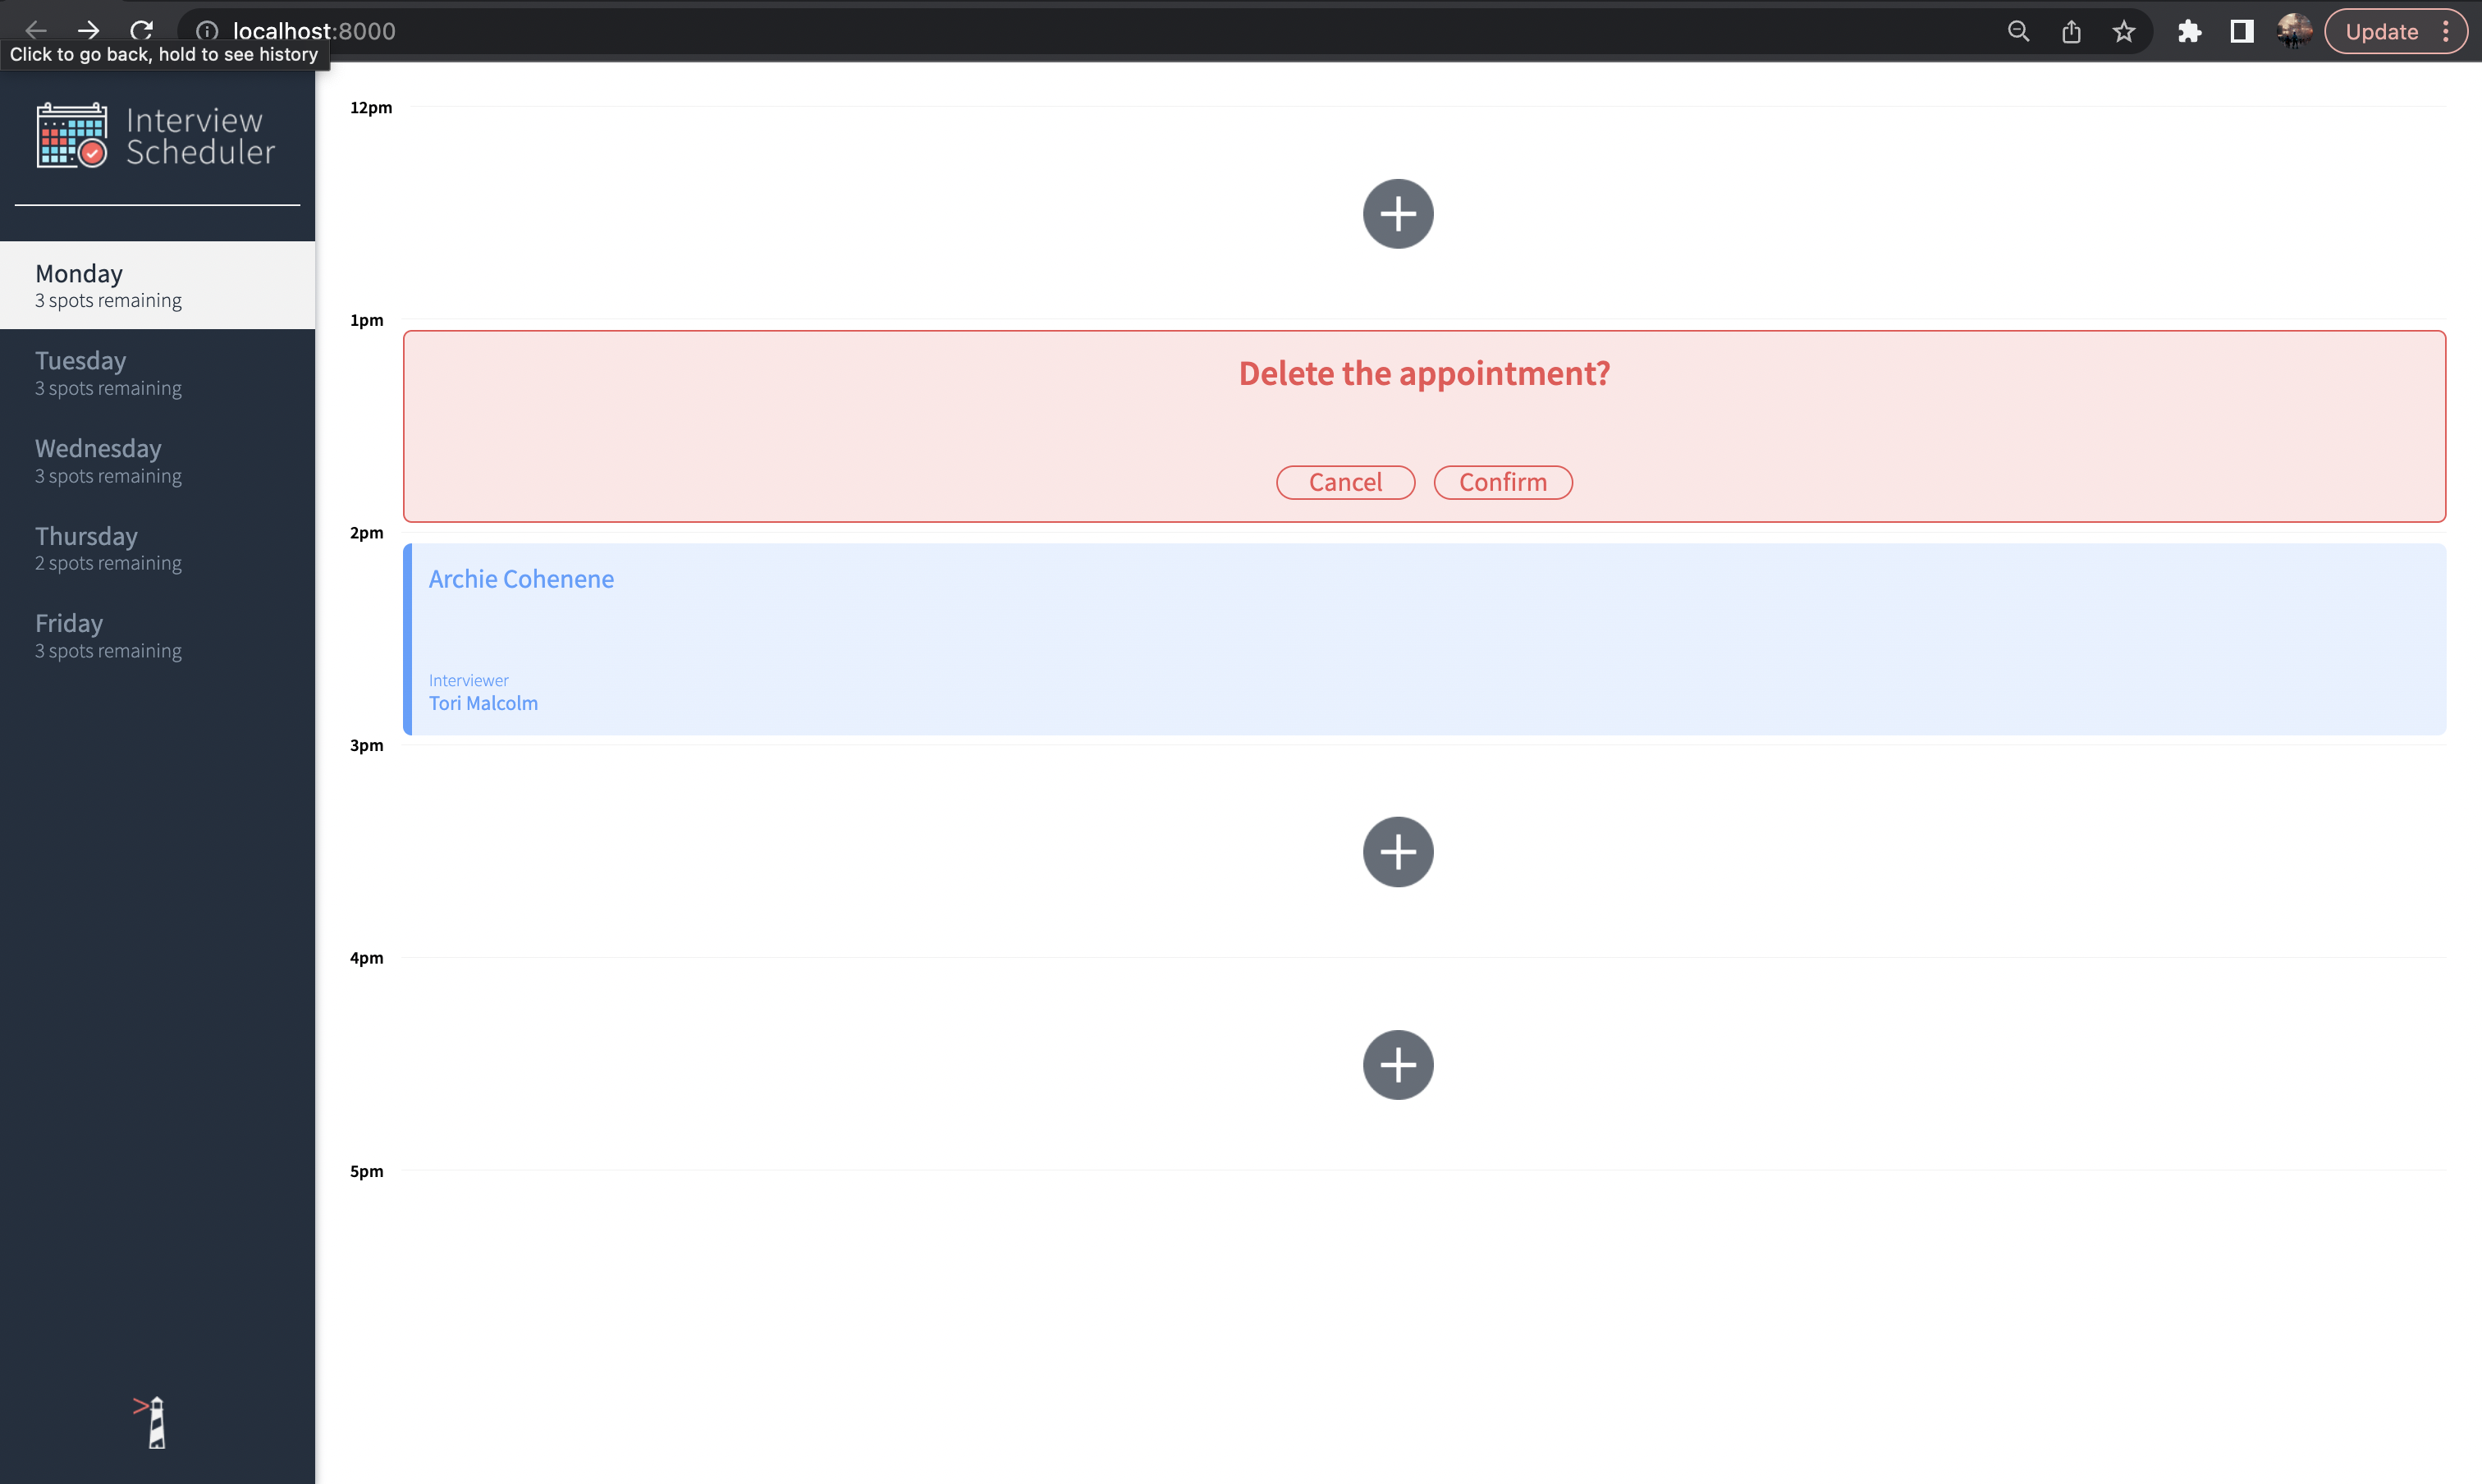 localhost:8000
Update
Click to go back, hold to see history
Interview
Scheduler
Monday
3 spots remaining
Tuesday
3 spots remaining
Wednesday
3 spots remaining
Thursday
2 spots remaining
Friday
3 spots remaining
12pm
1pm
Delete the appointment?
Cancel Confirm
2pm
Archie Cohenene
Interviewer
Tori Malcolm
3pm
4pm
5pm